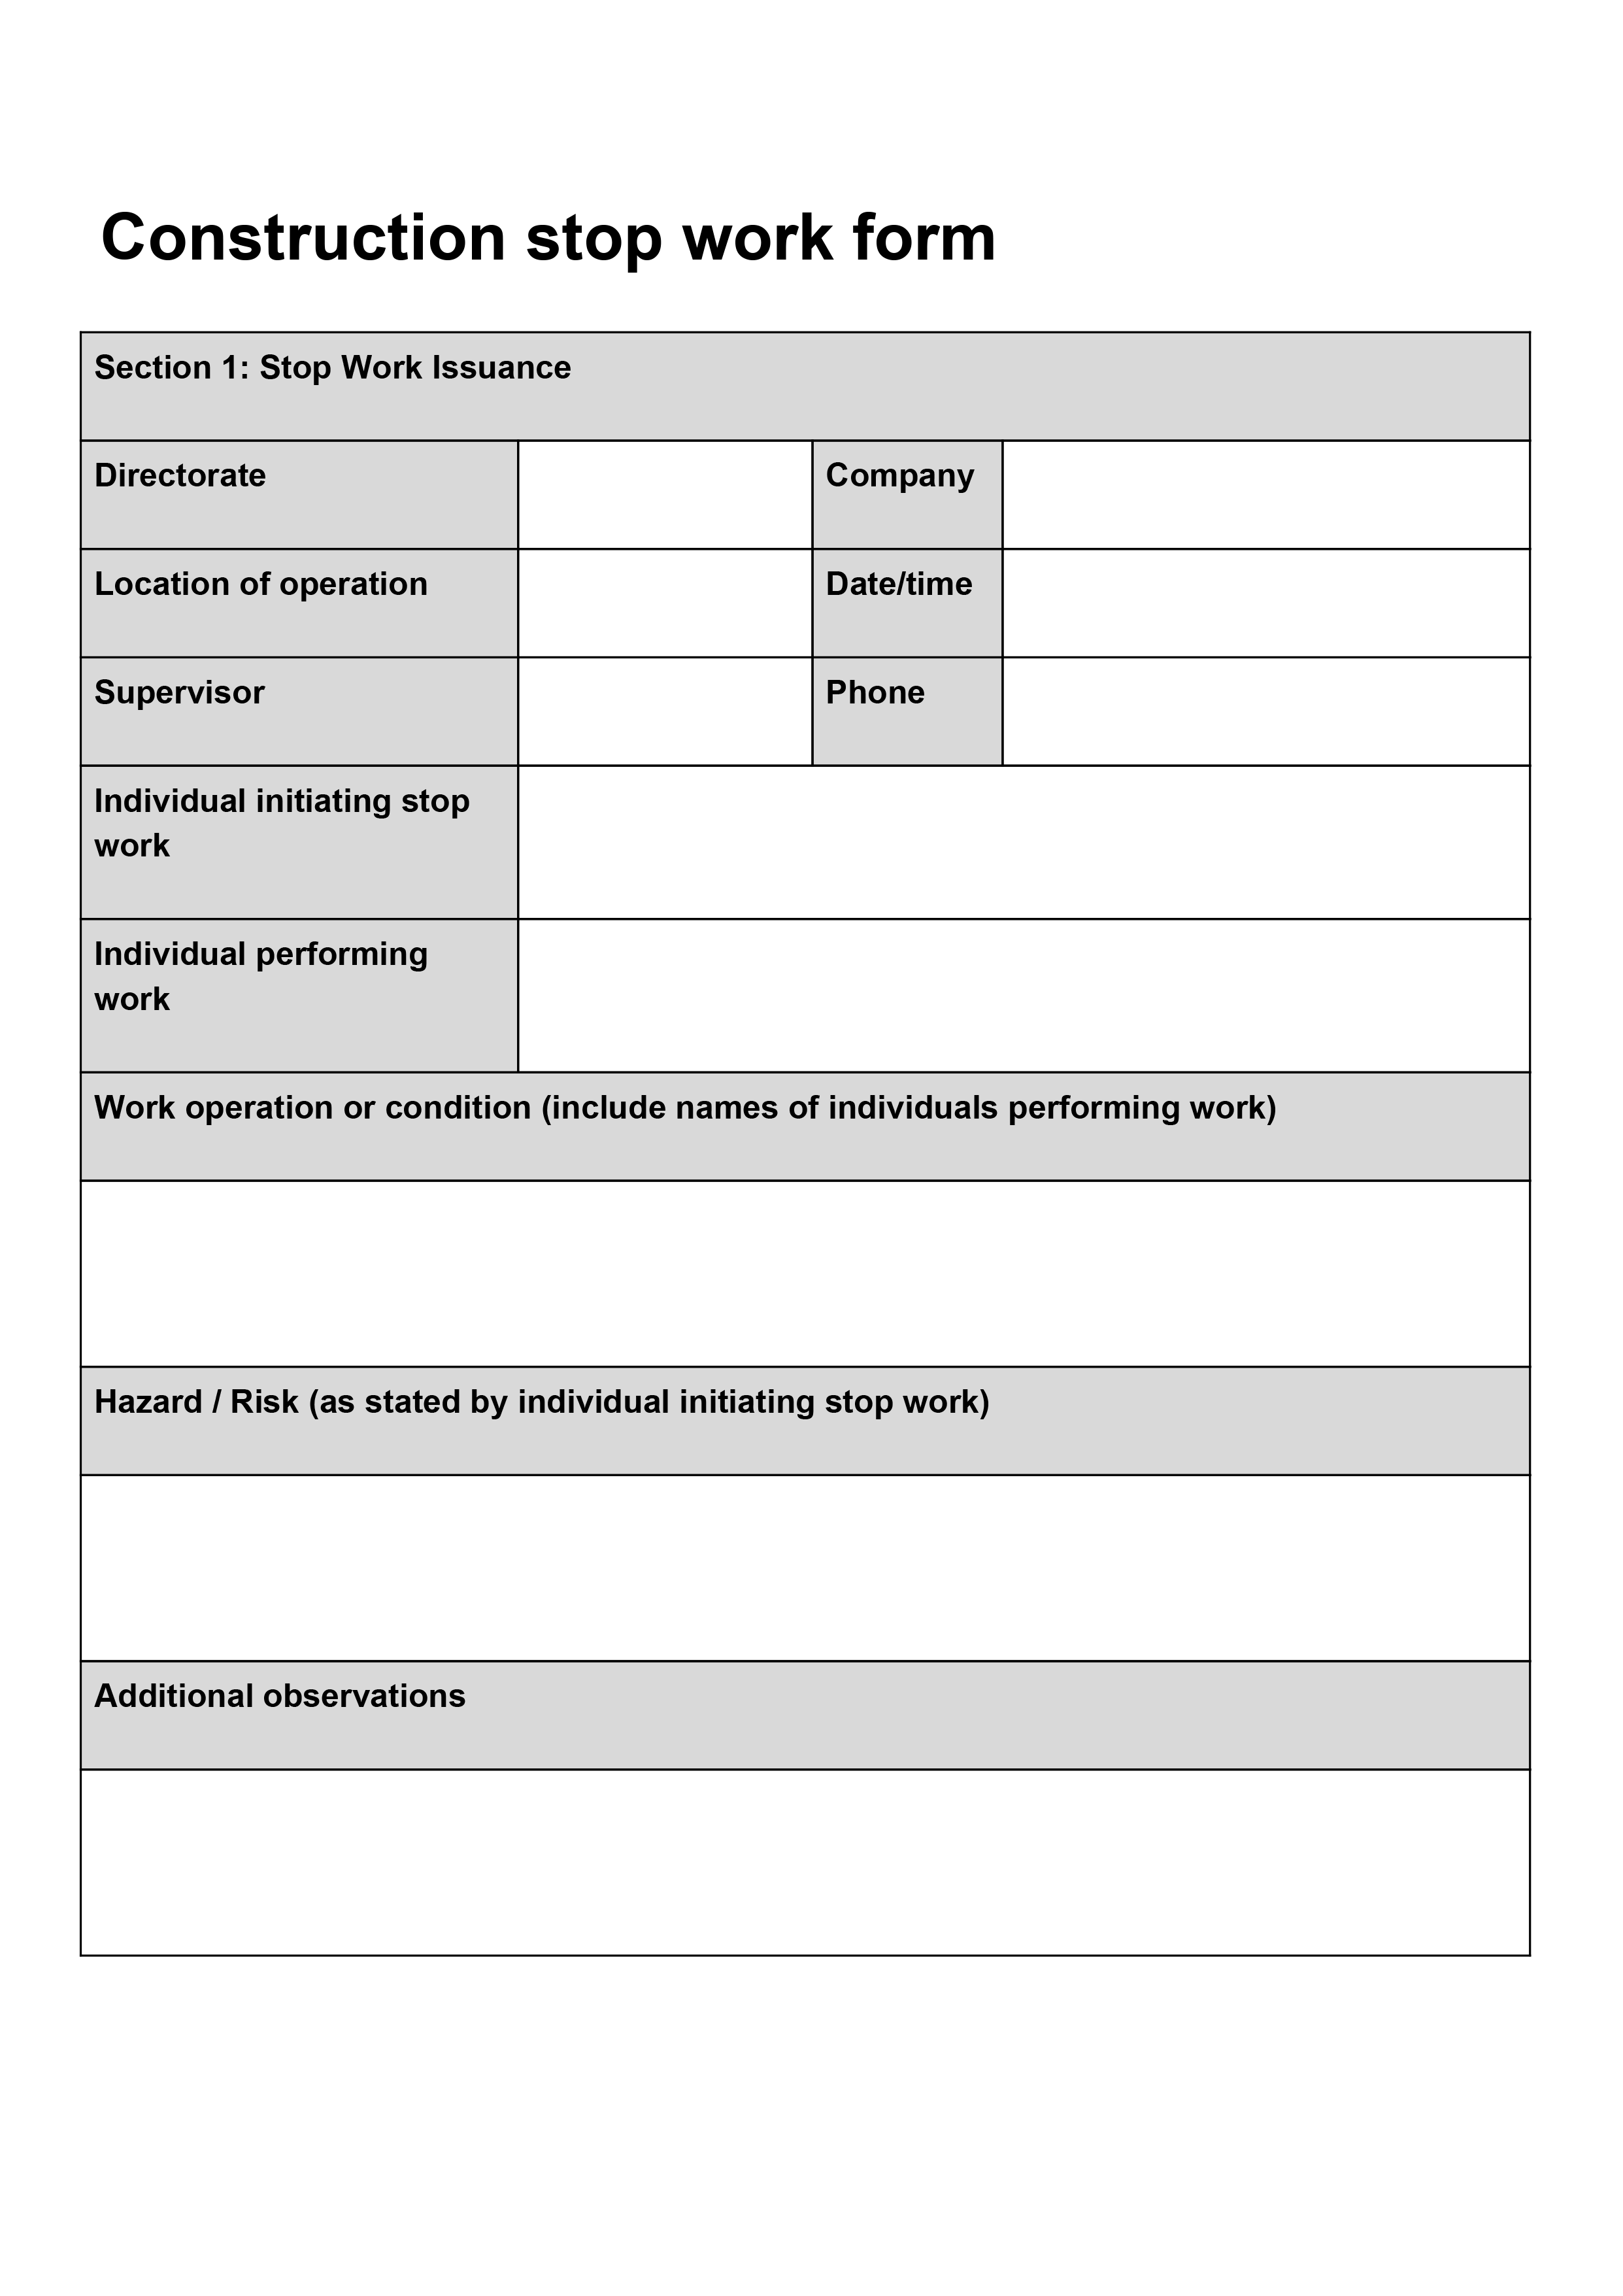 Construction stop work form
Section 1: Stop Work Issuance
Directorate
Company
Location of operation
Date/time
Supervisor
Phone
Individual initiating stop
work
Individual performing
work
Work operation or condition (include names of individuals performing work)
Hazard / Risk (as stated by individual initiating stop work)
Additional observations